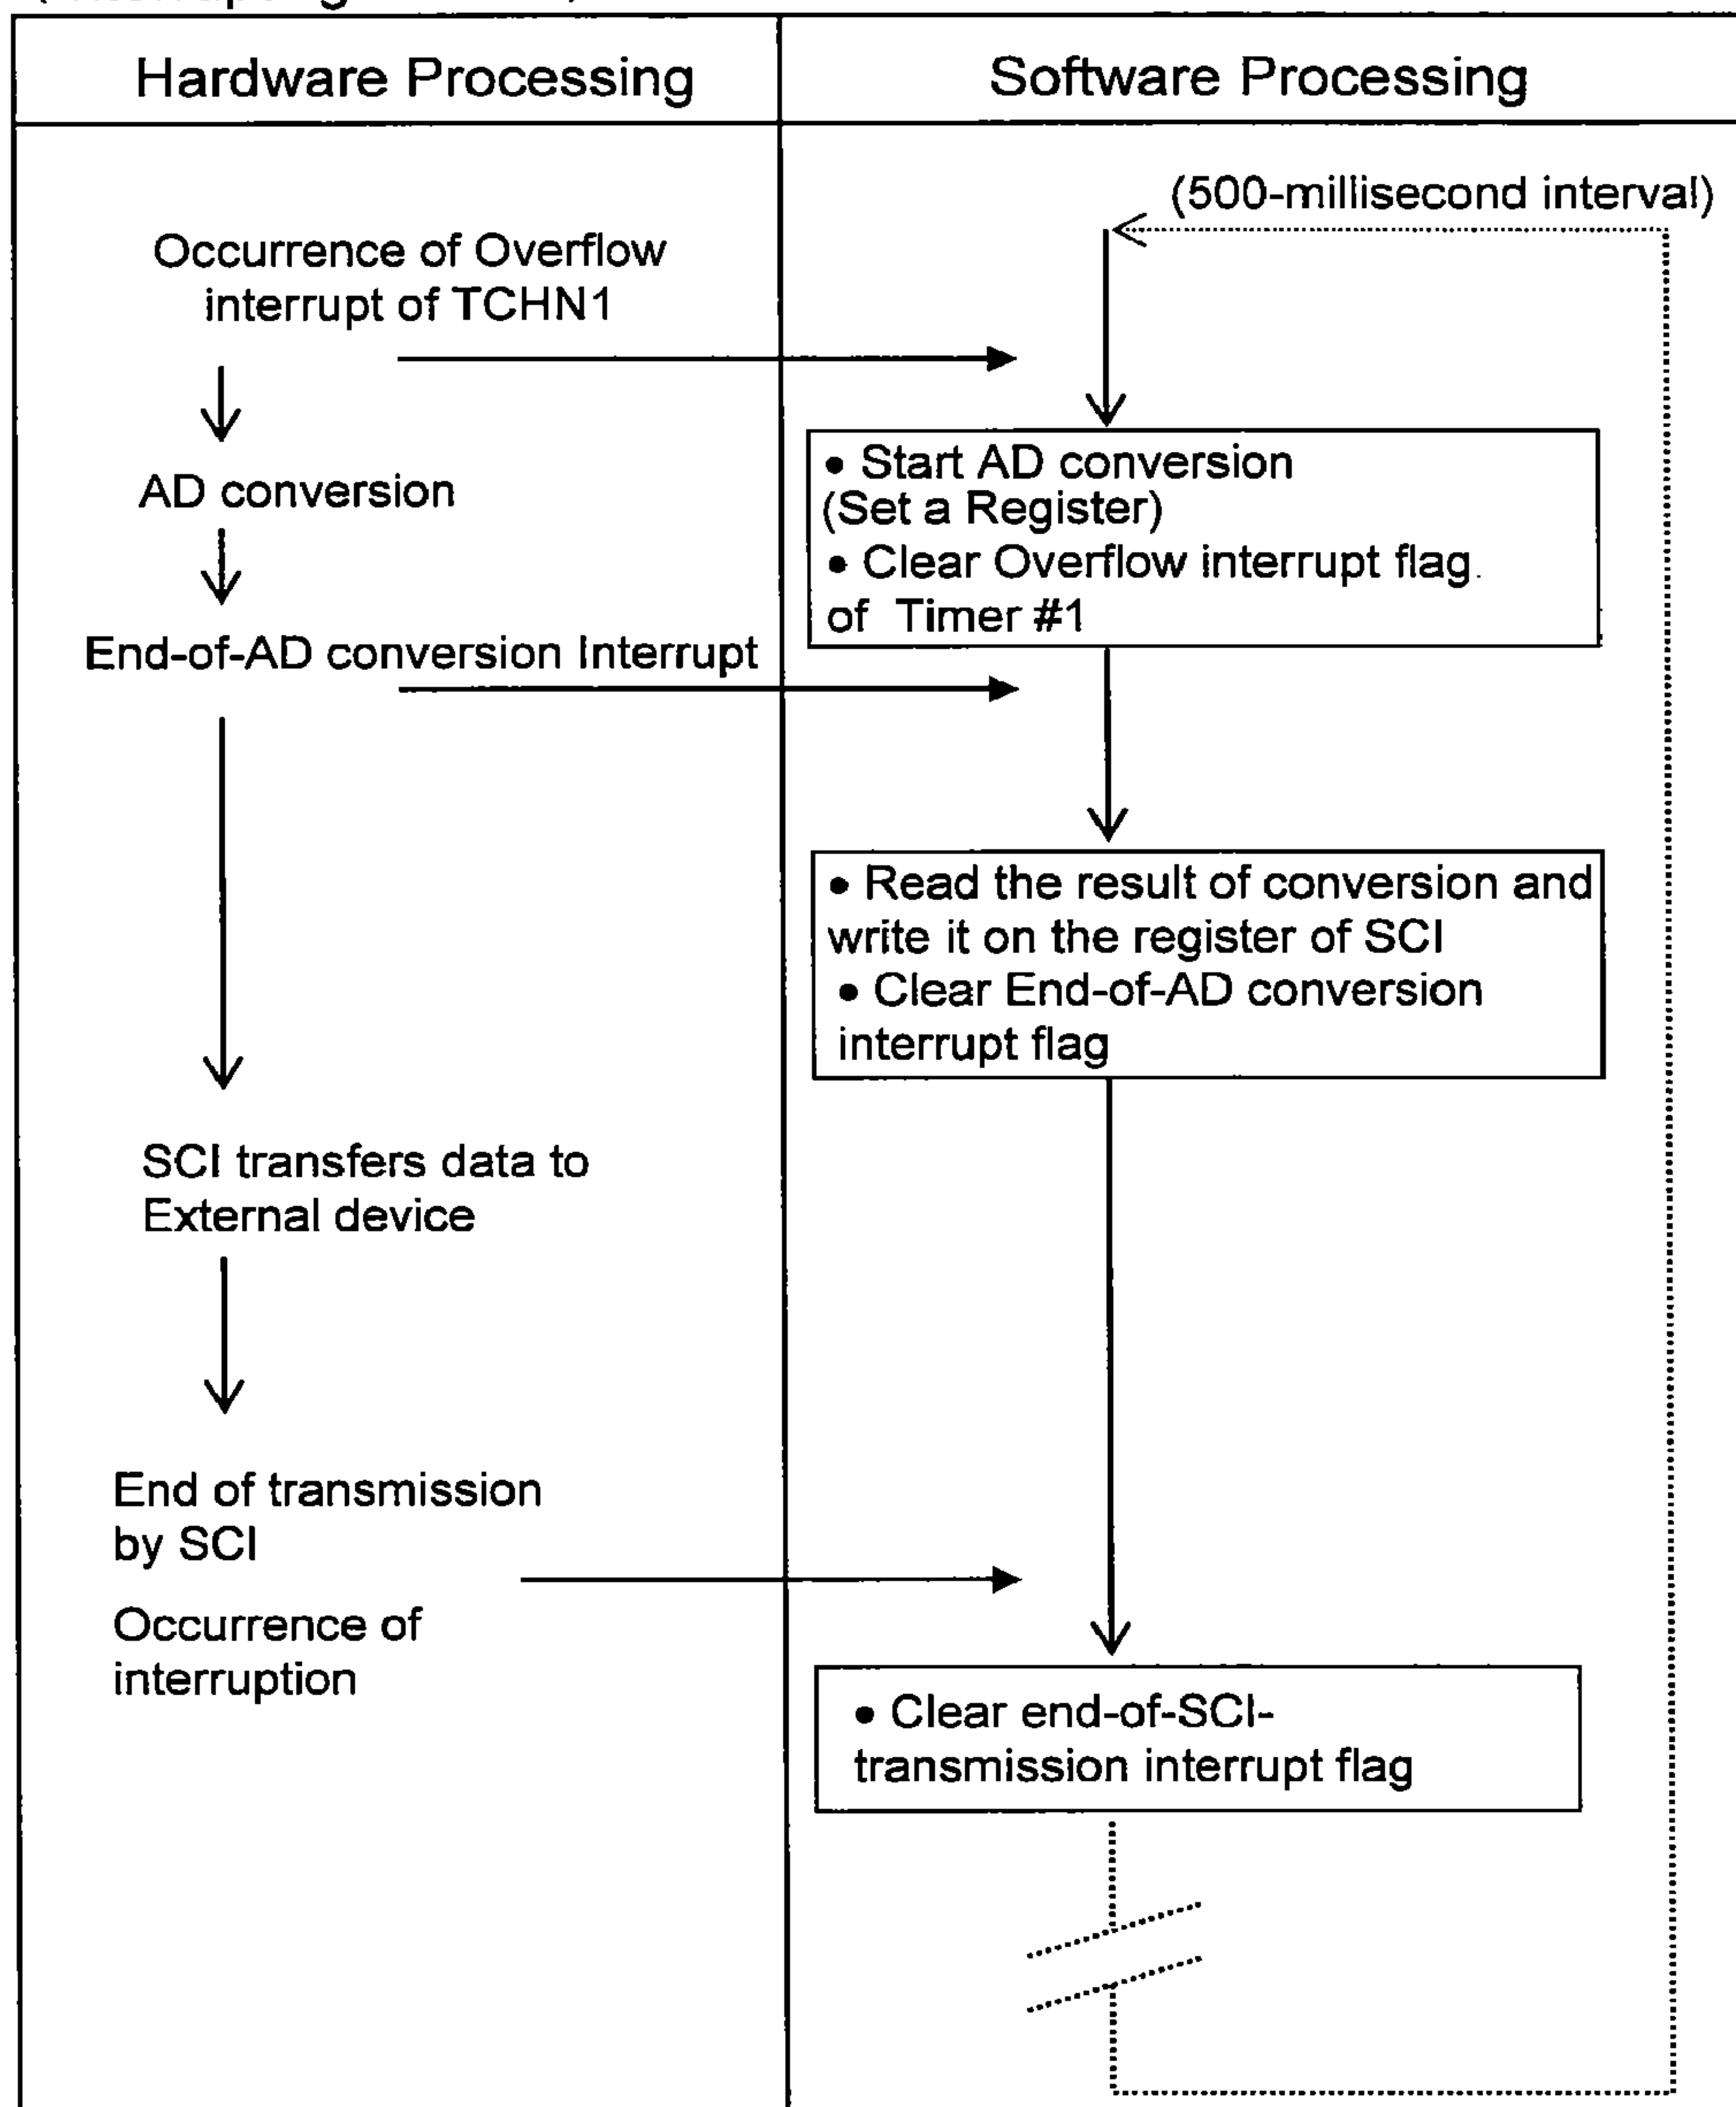 Hardware Processing
Software Processing
(500-millisecond interval)
Occurrence of Overflow
interrupt of TCHN1
AD conversion
• Start AD conversion
(Set a Register)
• Clear Overflow interrupt flag.
of Timer #1
End-of-AD conversion Interrupt
• Read the result of conversion and
write it on the register of SCI
• Clear End-of-AD conversion
interrupt flag
SCI transfers data to
External device
End of transmission
by SCI
Occurrence of
interruption
• Clear end-of-SCI-
transmission interrupt flag